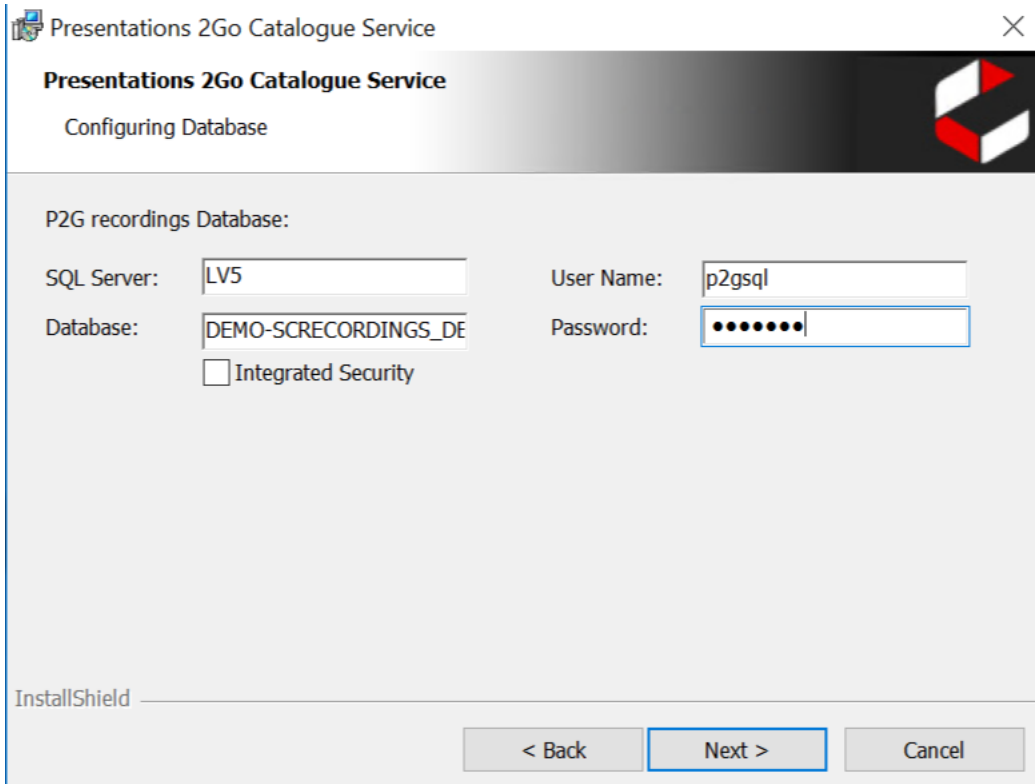 Presentations 2Go Catalogue Service
Presentations 2Go Catalogue Service
Configuring Database
P2G recordings Database:
SQL Server: LV5 User Name: p2gsql
Database: DEMO-SCRECORDINGS_DE Password: •••••••
Integrated Security
InstallShield
< Back Next > Cancel